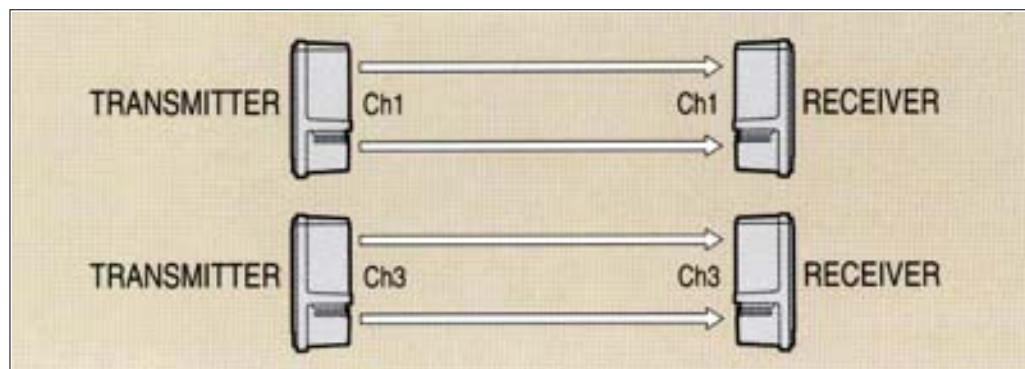 TRANSMITTER Ch1 Ch1 RECEIVER
TRANSMITTER Ch3 Ch3 RECEIVER